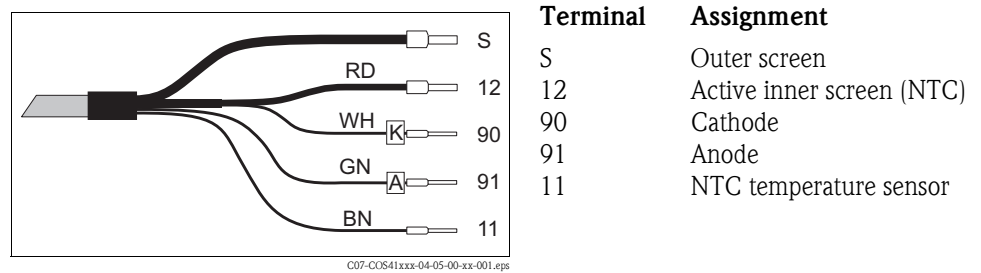 S
RD
12
WH
K
90
GN
A
91
BN
11
C07-COS41xxx-04-05-00-xx-001.eps
Terminal Assignment
S Outer screen
12 Active inner screen (NTC)
90 Cathode
91 Anode
11 NTC temperature sensor